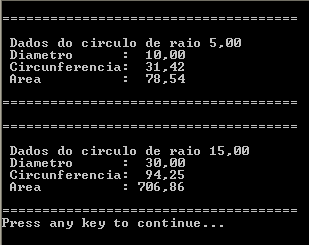 ====================================
Dados do circulo de raio 5,00
Diametro      :  10,00
Circunferencia:  31,42
Area          :  78,54
====================================
====================================
Dados do circulo de raio 15,00
Diametro      :  30,00
Circunferencia:  94,25
Area          : 706,86
====================================
Press any key to continue...